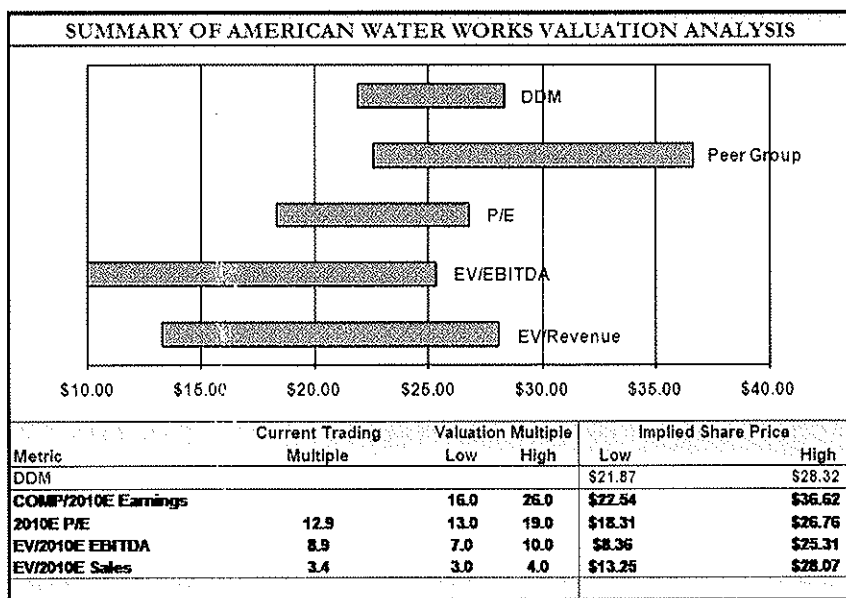 SUMMARY OF AMERICAN WATER WORKS VALUATION ANALYSIS
DDM
Peer Group
P/E
EV/EBITDA
EV/Revenue
$10.00 $15.00 $20.00 $25.00 $30.00 $35.00 $40.00
Current Trading Valuation Multiple Implied Share Price
Metric Multiple Low High Low High
DDM $21.87 $28.32
COMP/2010E Earnings 16.0 26.0 $22.54 $36.62
2010E P/E 12.9 13.0 19.0 $18.31 $26.76
EV/2010E EBITDA 8.9 7.0 10.0 $8.36 $25.31
EV/2010E Sales 3.4 3.0 4.0 $13.25 $28.07